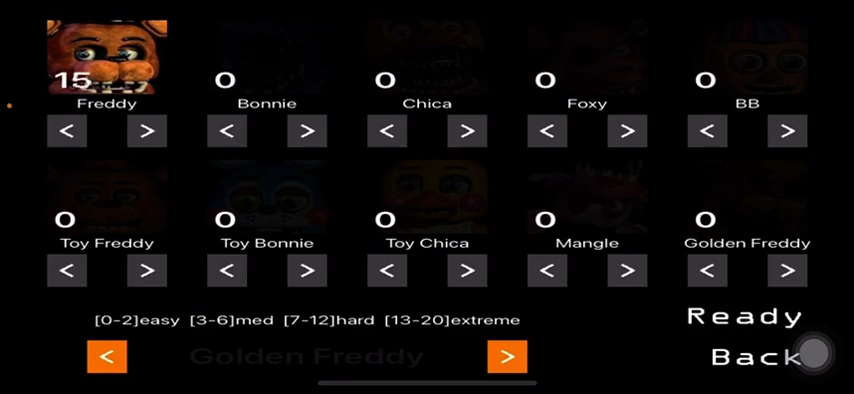 15 0 0 0 0
Freddy Bonnie Chica Foxy BB
< > < > < > < > < >
0 0 0 0 0
Toy Freddy Toy Bonnie Toy Chica Mangle Golden Freddy
< > < > < > < > < >
[0-2]easy [3-6]med [7-12]hard [13-20]extreme
Ready
< Golden Freddy >
Back